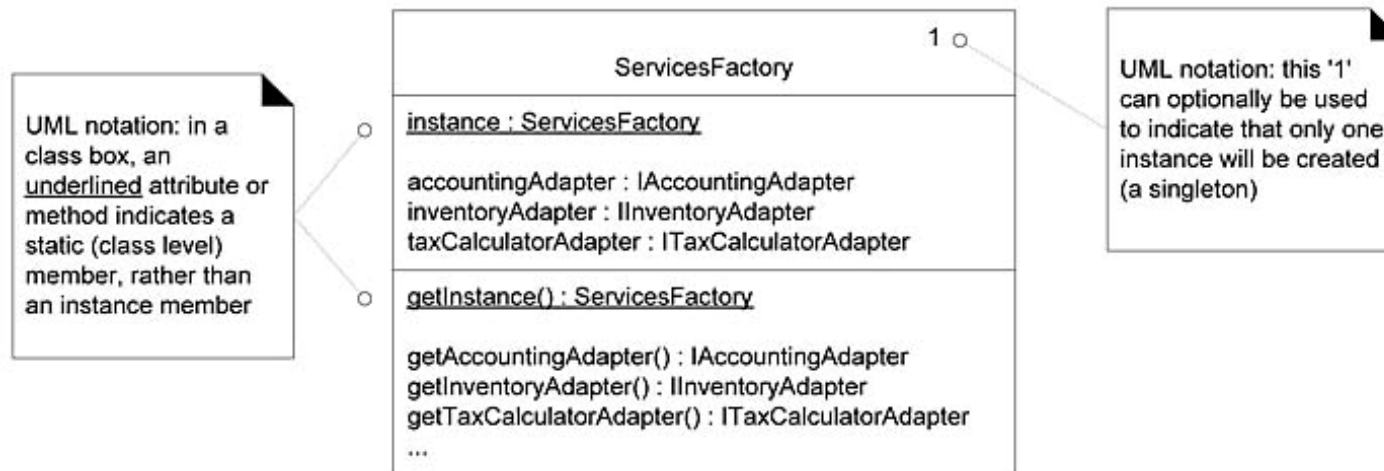 UML notation: in a
class box, an
underlined attribute or
method indicates a
static (class level)
member, rather than
an instance member
1
ServicesFactory
instance : ServicesFactory
accountingAdapter : IAccountingAdapter
inventoryAdapter : IInventoryAdapter
taxCalculatorAdapter : ITaxCalculatorAdapter
getInstance() : ServicesFactory
getAccountingAdapter() : IAccountingAdapter
getInventoryAdapter() : IInventoryAdapter
getTaxCalculatorAdapter() : ITaxCalculatorAdapter
...
UML notation: this '1'
can optionally be used
to indicate that only one
instance will be created
(a singleton)